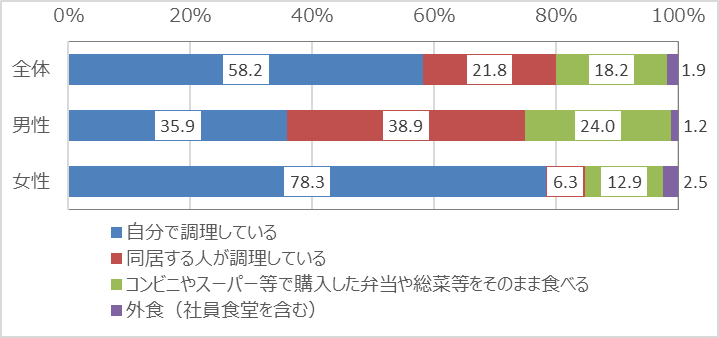 0% 20% 40% 60% 80% 100%
全体 58.2 21.8 18.2 1.9
男性 35.9 38.9 24.0 1.2
女性 78.3 6.3 12.9 2.5
自分で調理している
同居する人が調理している
コンビニやスーパー等で購入した弁当や総菜等をそのまま食べる
外食（社員食堂を含む）